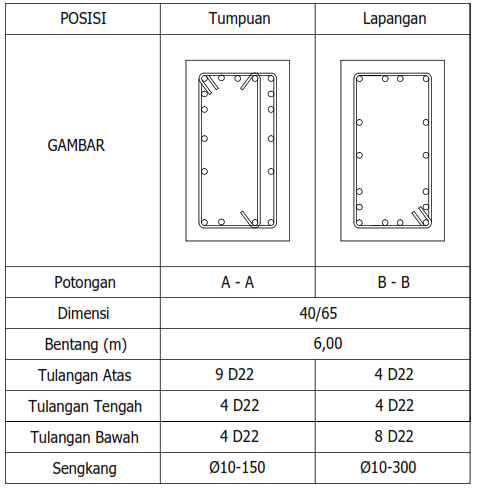 POSISI Tumpuan Lapangan
GAMBAR
Potongan A - A B - B
Dimensi 40/65
Bentang (m) 6,00
Tulangan Atas 9 D22 4 D22
Tulangan Tengah 4 D22 4 D22
Tulangan Bawah 4 D22 8 D22
Sengkang Ø10-150 Ø10-300